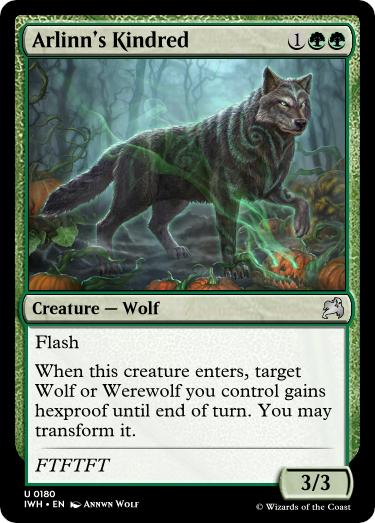 Arlinn's Kindred 1
Creature — Wolf
Flash
When this creature enters, target
Wolf or Werewolf you control gains
hexproof until end of turn. You may
transform it.
FTFTFT
3/3
U 0180
IWH • EN Annwn Wolf
© Wizards of the Coast